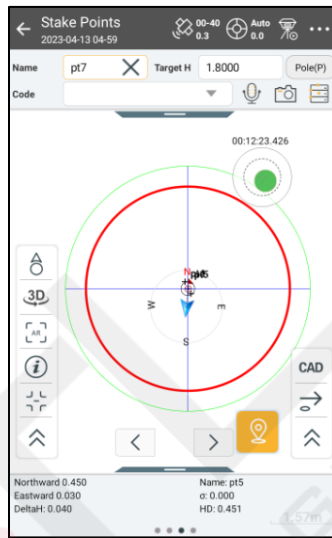 Stake Points
2023-04-13 04-59
00-40
0.3
Auto
0.0
Name
pt7
Target H
1.8000
Pole(P)
Code
00:12:23.426
N
W
E
S
3D
AR
CAD
Northward 0.450
Name: pt5
Eastward 0.030
σ: 0.000
DeltaH: 0.040
HD: 0.451
1.57m